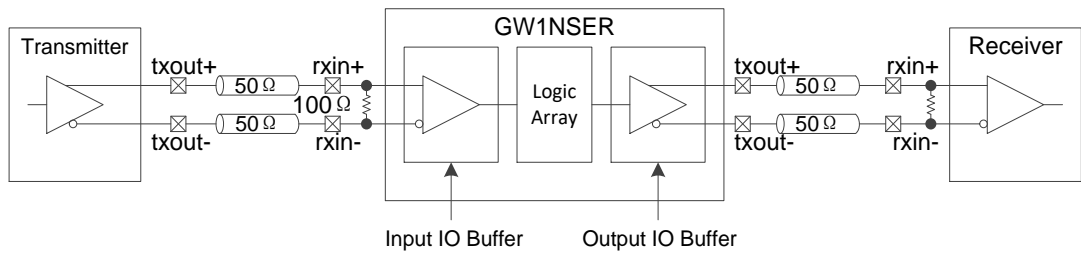 GW1NSER
Transmitter
Receiver
txout+
rxin+
txout+
rxin+
50 Ω
50 Ω
100 Ω
Logic
Array
50 Ω
50 Ω
txout-
rxin-
txout-
rxin-
Input IO Buffer
Output IO Buffer